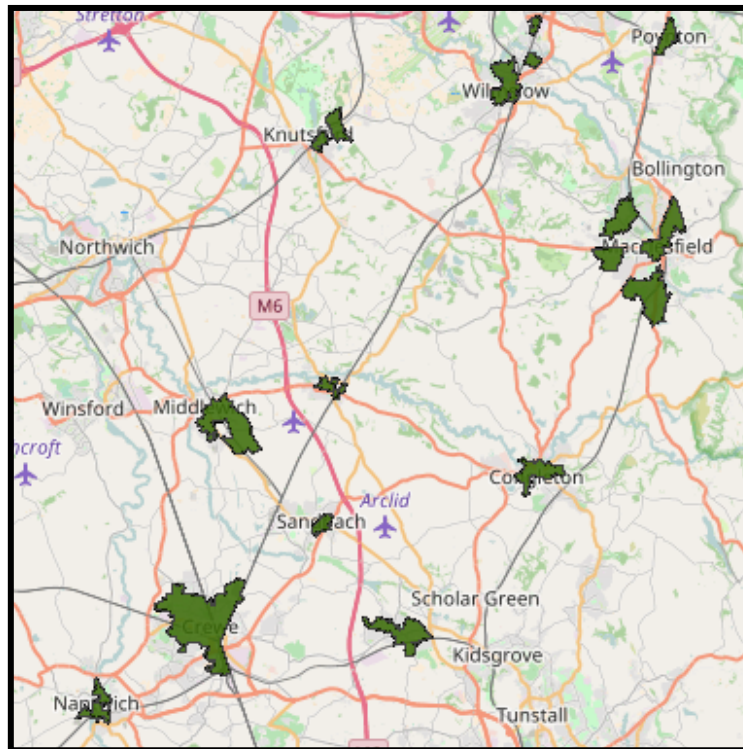 Stretton
Poynton
Wilmslow
Knutsford
Bollington
Northwich
Macclesfield
M6
Winsford
Middlewich
ncroft
Congleton
Arclid
Sandbach
Scholar Green
Crewe
Kidsgrove
Nantwich
Tunstall